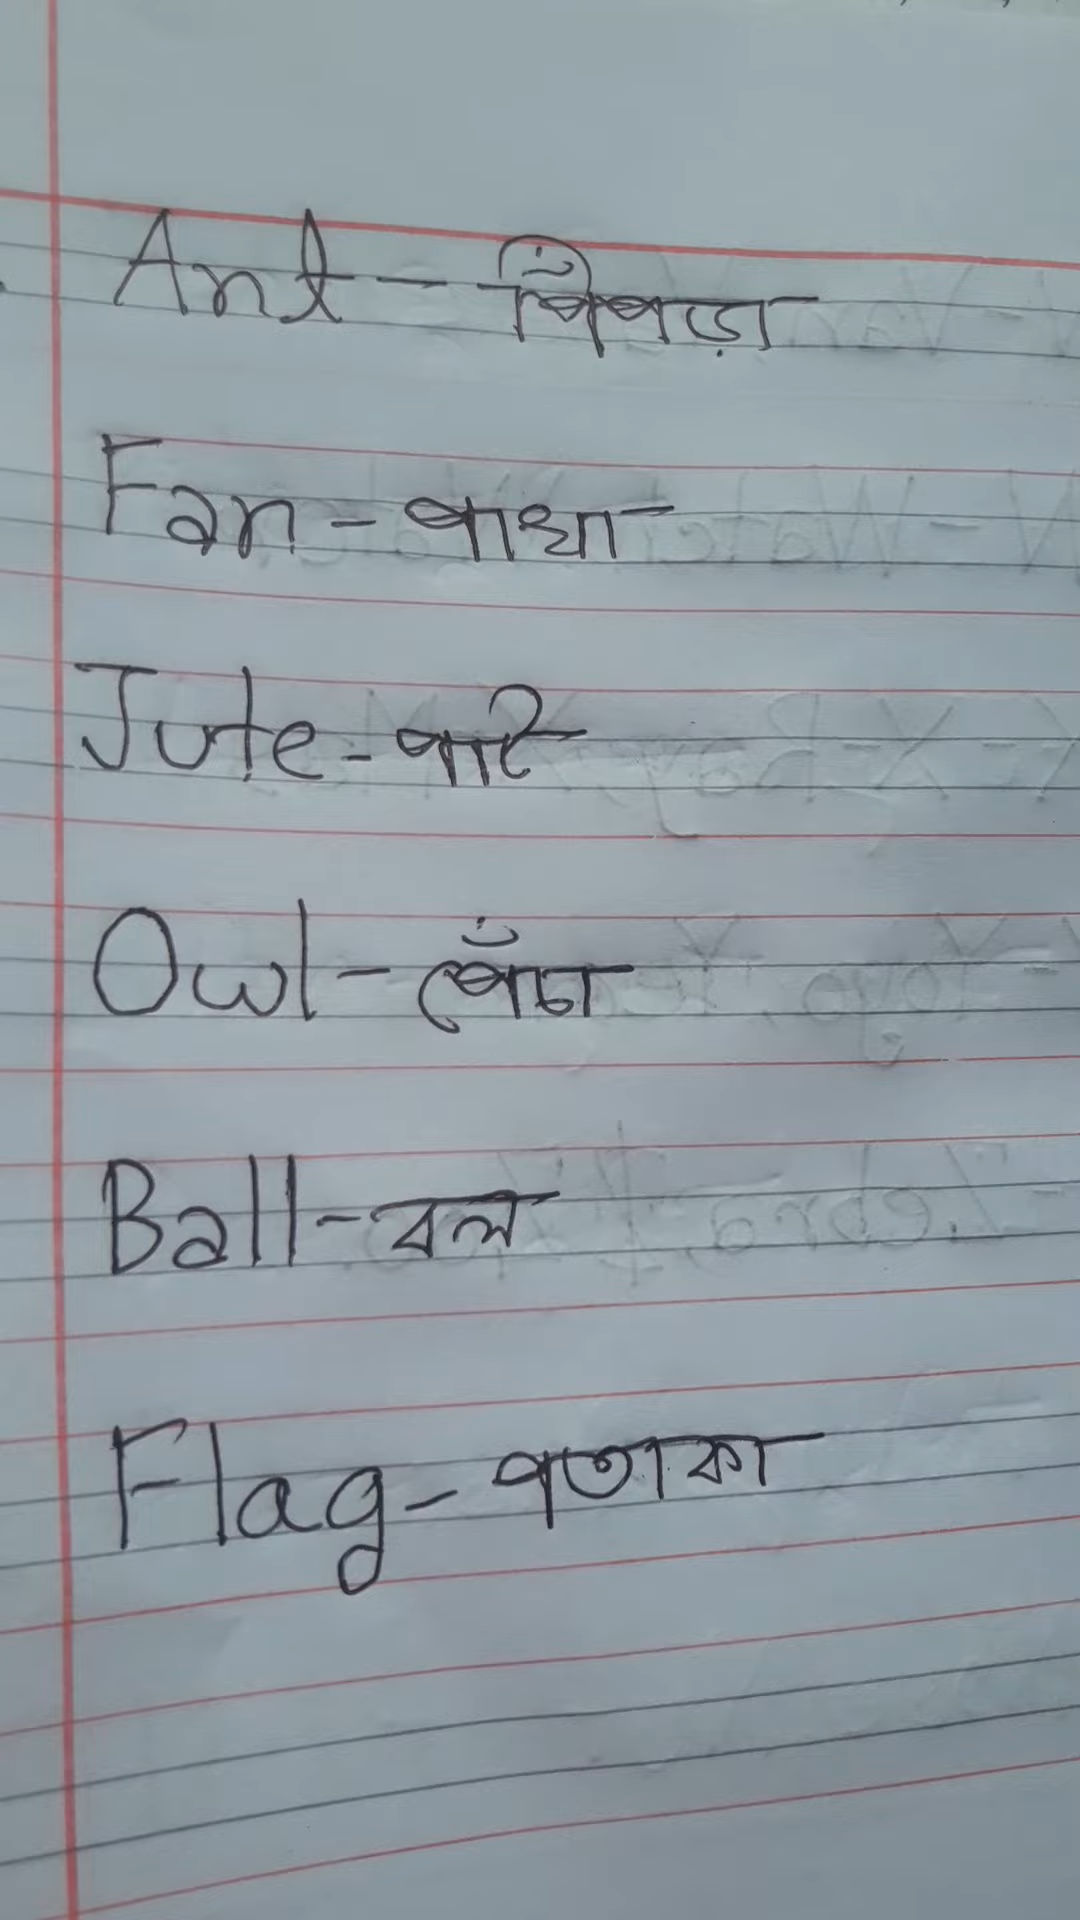 Ant - পিঁপড়া
Fan - পাখা
Jute - পাট
Owl - পেঁচা
Ball - বল
Flag - পতাকা